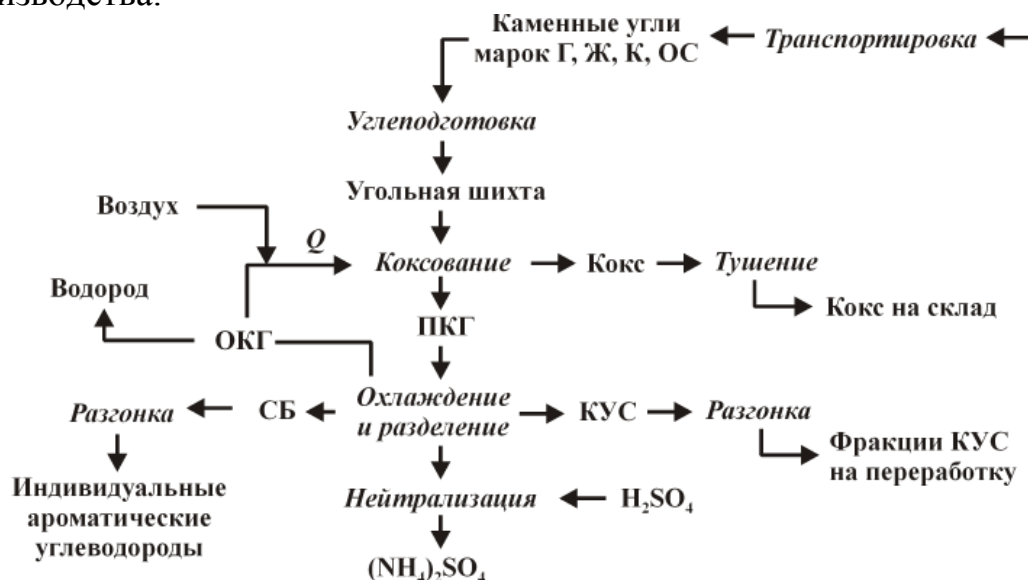 изводства.
Каменные угли
марок Г, Ж, К, ОС
Транспортировка
Углеподготовка
Угольная шихта
Воздух
Q
Коксование
Кокс
Тушение
Водород
Кокс на склад
ПКГ
ОКГ
Охлаждение
и разделение
СБ
Разгонка
КУС
Разгонка
Фракции КУС
на переработку
Индивидуальные
ароматические
углеводороды
Нейтрализация
H₂SO₄
(NH₄)₂SO₄